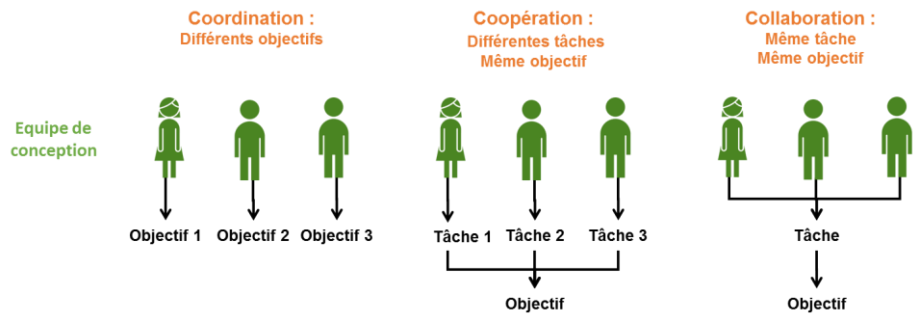 Coordination :
Différents objectifs
Coopération :
Différentes tâches
Même objectif
Collaboration :
Même tâche
Même objectif
Equipe de
conception
Objectif 1 Objectif 2 Objectif 3
Tâche 1 Tâche 2 Tâche 3
Tâche
Objectif
Objectif